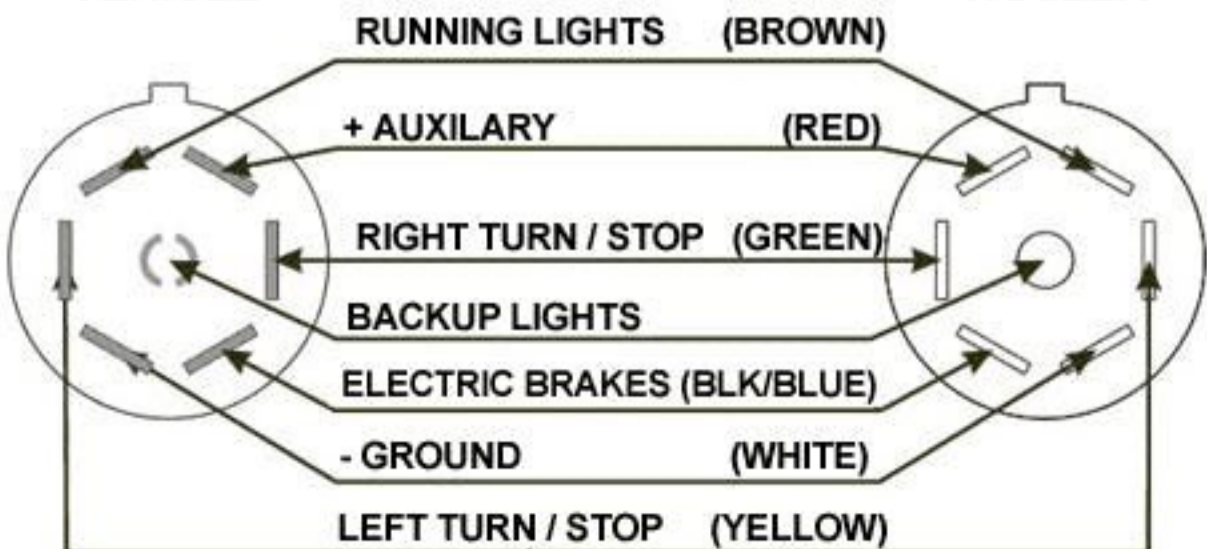 RUNNING LIGHTS (BROWN)
+ AUXILARY (RED)
RIGHT TURN / STOP (GREEN)
BACKUP LIGHTS
ELECTRIC BRAKES (BLK/BLUE)
- GROUND (WHITE)
LEFT TURN / STOP (YELLOW)